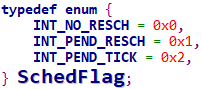 typedef enum {
    INT_NO_RESCH = 0x0,
    INT_PEND_RESCH = 0x1,
    INT_PEND_TICK = 0x2,
} SchedFlag;